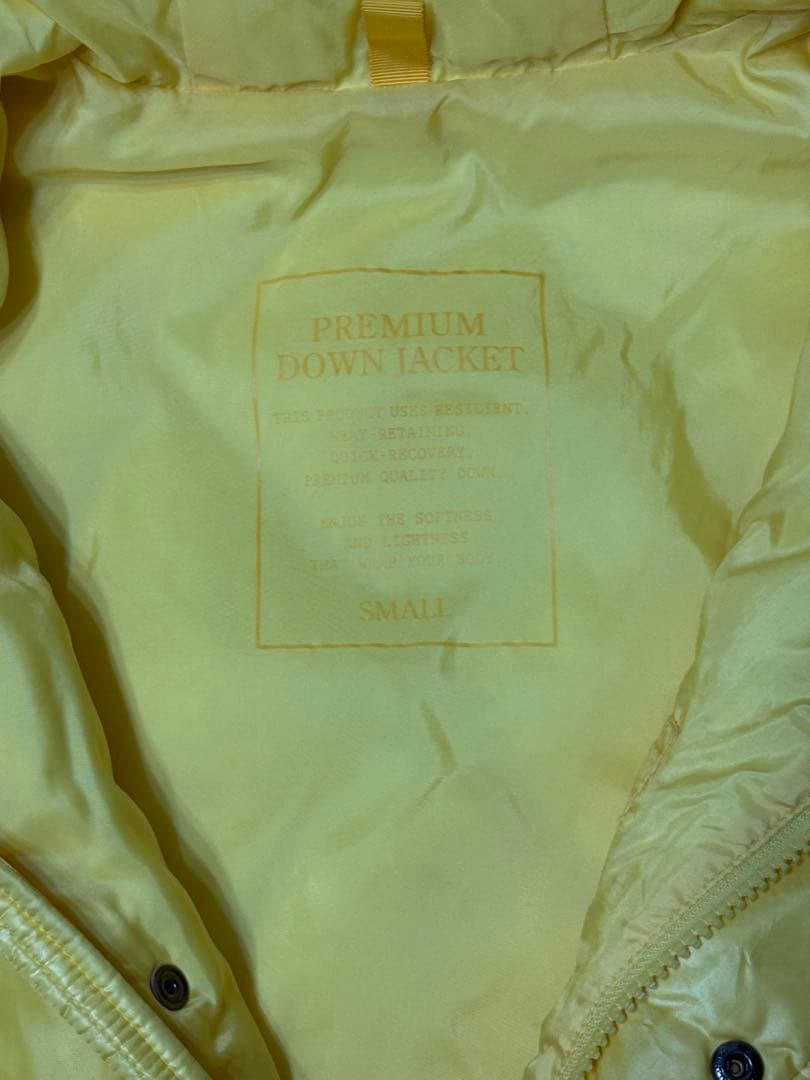 PREMIUM
DOWN JACKET
THIS PRODUCT USES RESILIENT,
HEAT-RETAINING,
QUICK-RECOVERY,
PREMIUM QUALITY DOWN.
ENJOY THE SOFTNESS
AND LIGHTNESS
THAT WRAP YOUR BODY.
SMALL